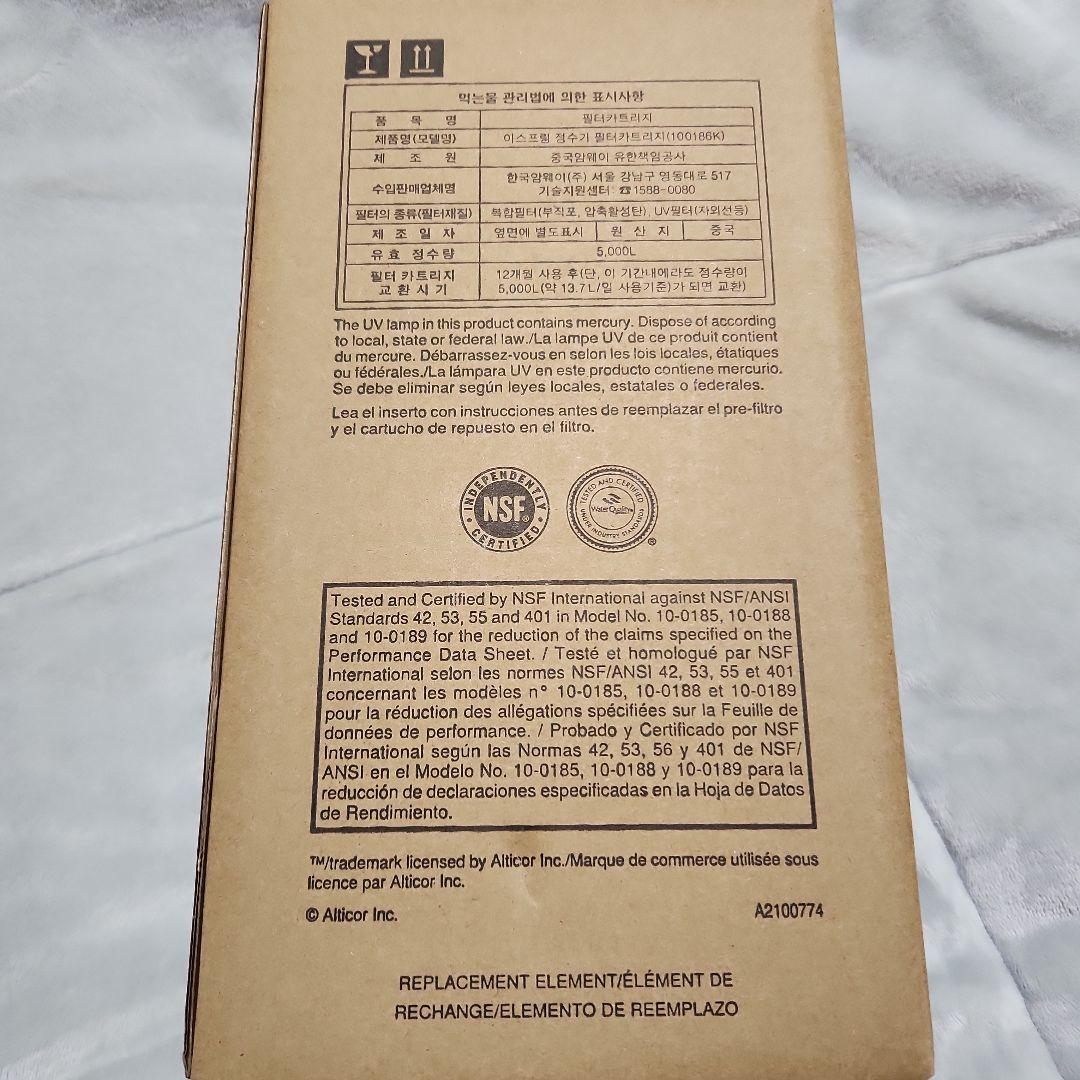 먹는물 관리법에 의한 표시사항
품 목 명 필터카트리지
제품명(모델명) 이스프링 정수기 필터카트리지(100186K)
제 조 원 중국암웨이 유한책임공사
수입판매업체명 한국암웨이(주) 서울 강남구 영동대로 517
기술지원센터: ☎1588-0080
필터의 종류(필터재질) 복합필터(부직포, 압축활성탄), UV필터(자외선등)
제 조 일 자 옆면에 별도표시 원 산 지 중국
유효 정수량 5,000L
필터 카트리지 12개월 사용 후(단, 이 기간내에라도 정수량이
교 환 시 기 5,000L(약 13.7L/일 사용기준)가 되면 교환)
The UV lamp in this product contains mercury. Dispose of according
to local, state or federal law./La lampe UV de ce produit contient
du mercure. Débarrassez-vous en selon les lois locales, étatiques
ou fédérales./La lámpara UV en este producto contiene mercurio.
Se debe eliminar según leyes locales, estatales o federales.
Lea el inserto con instrucciones antes de reemplazar el pre-filtro
y el cartucho de repuesto en el filtro.
INDEPENDENTLY
NSF®
CERTIFIED
TESTED AND CERTIFIED
WaterQuality
UNDER INDUSTRY STANDARDS
®
Tested and Certified by NSF International against NSF/ANSI
Standards 42, 53, 55 and 401 in Model No. 10-0185, 10-0188
and 10-0189 for the reduction of the claims specified on the
Performance Data Sheet. / Testé et homologué par NSF
International selon les normes NSF/ANSI 42, 53, 55 et 401
concernant les modèles n° 10-0185, 10-0188 et 10-0189
pour la réduction des allégations spécifiées sur la Feuille de
données de performance. / Probado y Certificado por NSF
International según las Normas 42, 53, 56 y 401 de NSF/
ANSI en el Modelo No. 10-0185, 10-0188 y 10-0189 para la
reducción de declaraciones especificadas en la Hoja de Datos
de Rendimiento.
™/trademark licensed by Alticor Inc./Marque de commerce utilisée sous
licence par Alticor Inc.
© Alticor Inc. A2100774
REPLACEMENT ELEMENT/ÉLÉMENT DE
RECHANGE/ELEMENTO DE REEMPLAZO